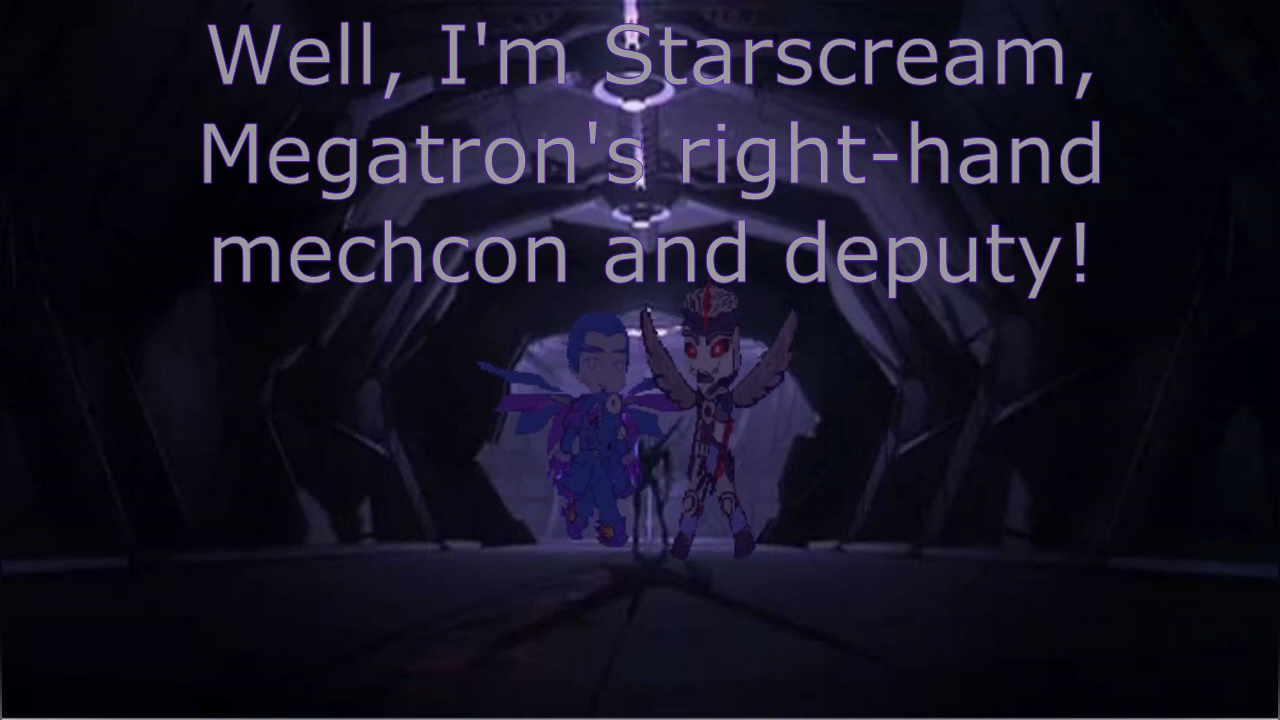 Well, I'm Starscream,
Megatron's right-hand
mechcon and deputy!